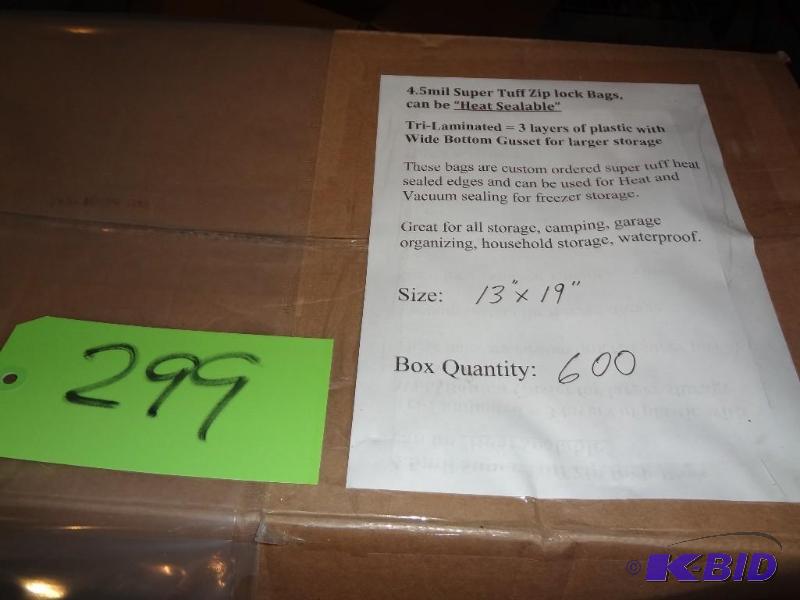 4.5mil Super Tuff Zip lock Bags,
can be "Heat Sealable"
Tri-Laminated = 3 layers of plastic with
Wide Bottom Gusset for larger storage
These bags are custom ordered super tuff heat
sealed edges and can be used for Heat and
Vacuum sealing for freezer storage.
Great for all storage, camping, garage
organizing, household storage, waterproof.
Size: 13" x 19"
Box Quantity: 600
299
© K-BID